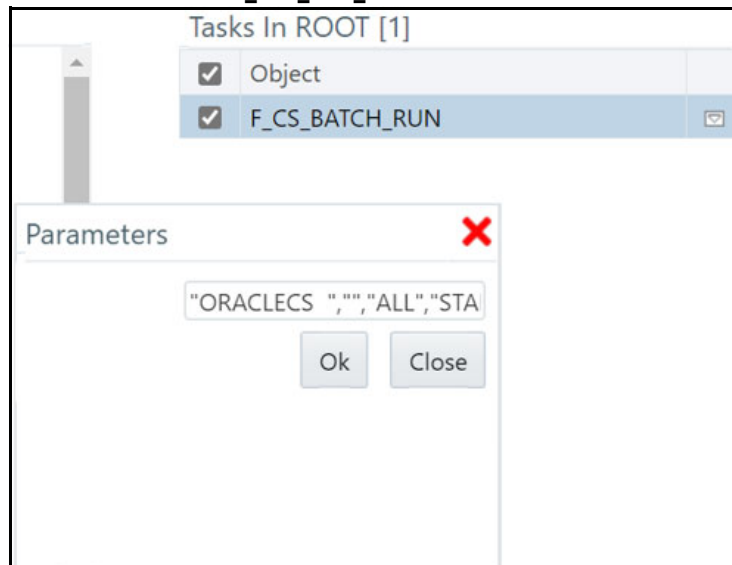 Tasks In ROOT [1]
Object
F_CS_BATCH_RUN
Parameters
"ORACLECS ","","ALL","STA
Ok Close